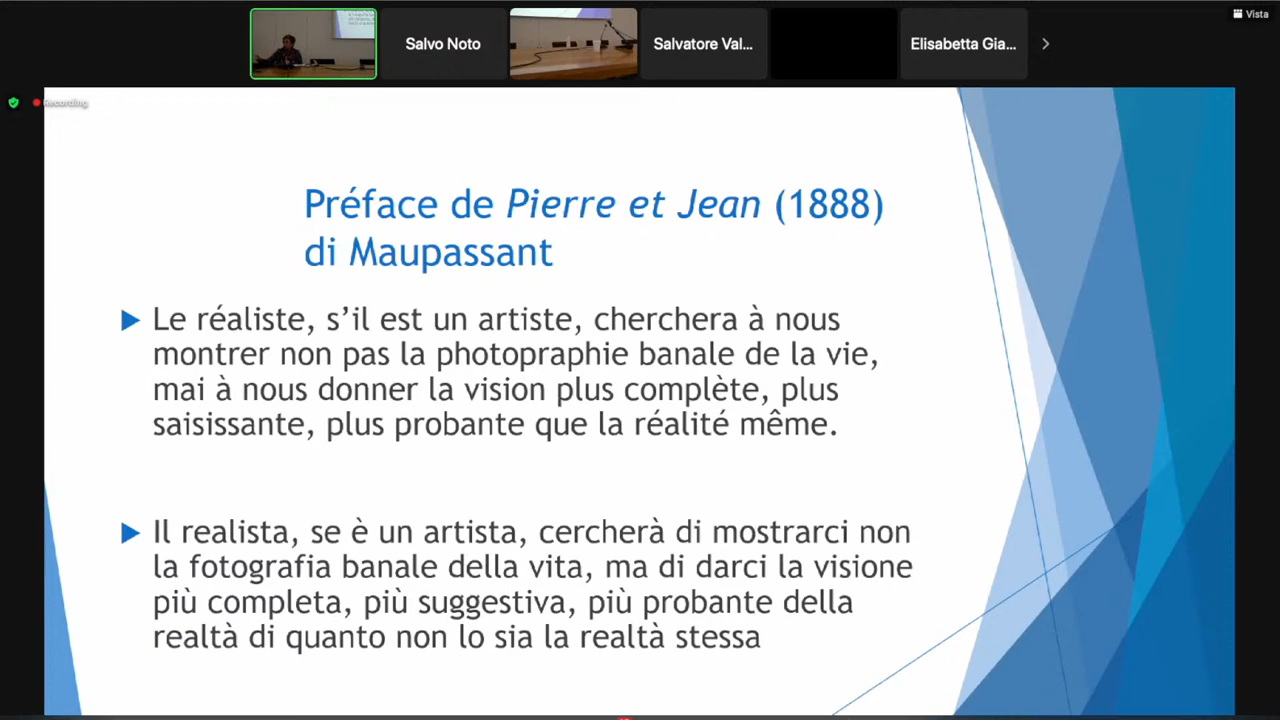 Vista
Salvo Noto
Salvatore Val...
Elisabetta Gia...
Recording
Préface de Pierre et Jean (1888)
di Maupassant
Le réaliste, s'il est un artiste, cherchera à nous
montrer non pas la photopraphie banale de la vie,
mai à nous donner la vision plus complète, plus
saisissante, plus probante que la réalité même.
Il realista, se è un artista, cercherà di mostrarci non
la fotografia banale della vita, ma di darci la visione
più completa, più suggestiva, più probante della
realtà di quanto non lo sia la realtà stessa